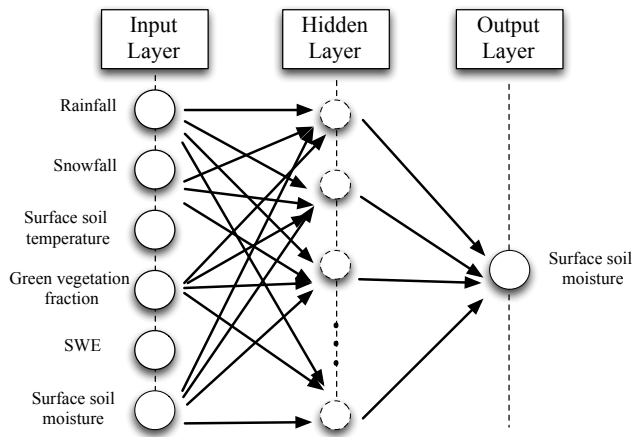 Input
Layer
Hidden
Layer
Output
Layer
Rainfall
Snowfall
Surface soil
temperature
Green vegetation
fraction
SWE
Surface soil
moisture
Surface soil
moisture